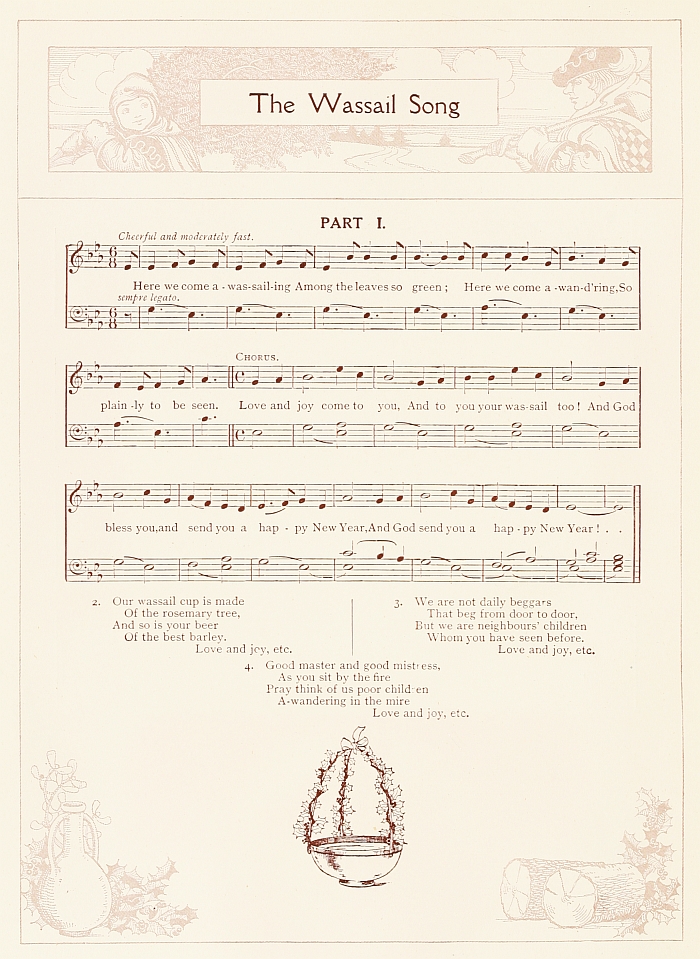 The Wassail Song
PART I.
Cheerful and moderately fast.
Here we come a - was-sail-ing Among the leaves so green ; Here we come a -wan-d'ring,So
sempre legato.
CHORUS.
plain -ly to be seen. Love and joy come to you, And to you your was-sail too! And God
bless you,and send you a hap - py New Year,And God send you a hap - py New Year! . .
2. Our wassail cup is made
Of the rosemary tree,
And so is your beer
Of the best barley.
Love and joy, etc.
3. We are not daily beggars
That beg from door to door,
But we are neighbours' children
Whom you have seen before.
Love and joy, etc.
4. Good master and good mistress,
As you sit by the fire
Pray think of us poor children
A-wandering in the mire
Love and joy, etc.